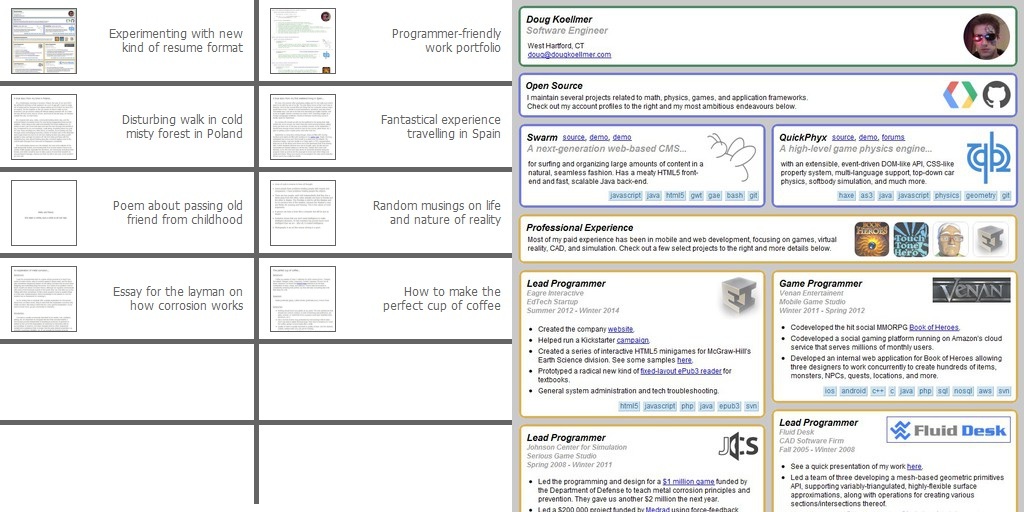 Experimenting with new
kind of resume format
Programmer-friendly
work portfolio
Disturbing walk in cold
misty forest in Poland
Fantastical experience
travelling in Spain
Poem about passing old
friend from childhood
Random musings on life
and nature of reality
Essay for the layman on
how corrosion works
How to make the
perfect cup of coffee
Doug Koellmer
Software Engineer
West Hartford, CT
doug@dougkoellmer.com
Open Source
I maintain several projects related to math, physics, games, and application frameworks.
Check out my account profiles to the right and my most ambitious endeavours below.
Swarm source, demo, demo
A next-generation web-based CMS...
for surfing and organizing large amounts of content in a
natural, seamless fashion. Has a meaty HTML5 front-
end and fast, scalable Java back-end.
javascript java html5 gwt gae bash git
QuickPhyx source, demo, forums
A high-level game physics engine...
with an extensible, event-driven DOM-like API, CSS-like
property system, multi-language support, top-down car
physics, softbody simulation, and much more.
haxe as3 java javascript physics geometry git
Professional Experience
Most of my paid experience has been in mobile and web development, focusing on games, virtual
reality, CAD, and simulation. Check out a few select projects to the right and more details below.
BOOK HEROES
Touch Tone Hero
Lead Programmer
Eagre Interactive
EdTech Startup
Summer 2012 - Winter 2014
• Created the company website.
• Helped run a Kickstarter campaign.
• Created a series of interactive HTML5 minigames for McGraw-Hill's
Earth Science division. See some samples here.
• Prototyped a radical new kind of fixed-layout ePub3 reader for
textbooks.
• General system administration and tech troubleshooting.
html5 javascript php java epub3 svn
Game Programmer
Venan Entertaiment
Mobile Game Studio
Winter 2011 - Spring 2012
VENAN
• Codeveloped the hit social MMORPG Book of Heroes.
• Codeveloped a social gaming platform running on Amazon's cloud
service that serves millions of monthly users.
• Developed an internal web application for Book of Heroes allowing
three designers to work concurrently to create hundreds of items,
monsters, NPCs, quests, locations, and more.
ios android c++ c java php sql nosql aws svn
Lead Programmer
Johnson Center for Simulation
Serious Game Studio
Spring 2008 - Winter 2011
JCS
• Led the programming and design for a $1 million game funded by
the Department of Defense to teach metal corrosion principles and
prevention. They gave us another $2 million the next year.
• Led a $200,000 project funded by Medrad using force-feedback
Lead Programmer
Fluid Desk
CAD Software Firm
Fall 2005 - Winter 2008
Fluid Desk
• See a quick presentation of my work here.
• Led a team of three developing a mesh-based geometric primitives
API, supporting variably-triangulated, highly-flexible surface
approximations, along with operations for creating various
sections/intersections thereof.